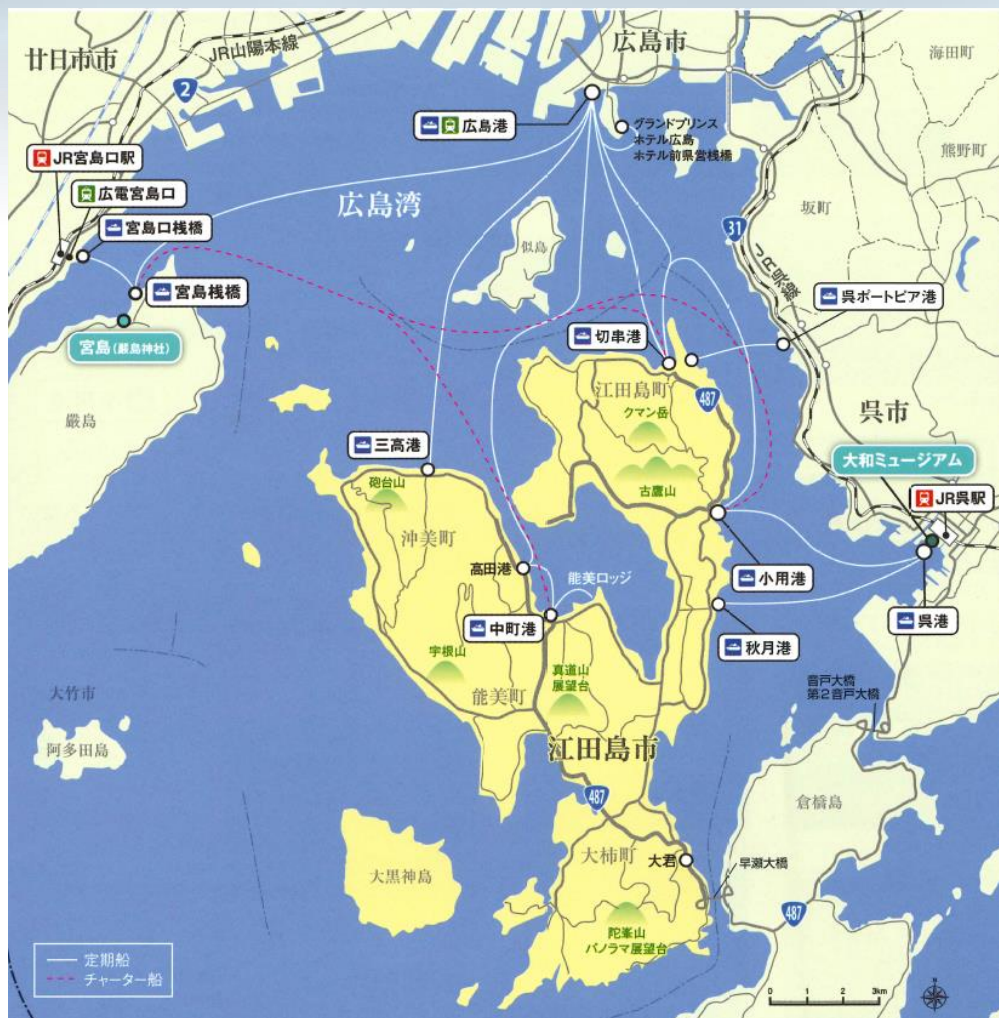 廿日市市
JR山陽本線
2
広島市
海田町
広島港
グランドプリンス
ホテル広島
ホテル前県営桟橋
熊野町
JR宮島口駅
広電宮島口
宮島口桟橋
広島湾
坂町
31
JR呉線
似島
宮島桟橋
呉ポートピア港
宮島(厳島神社)
切串港
江田島町
487
クマン岳
呉市
厳島
大和ミュージアム
三高港
砲台山
古鷹山
JR呉駅
沖美町
高田港
能美ロッジ
小用港
中町港
秋月港
呉港
宇根山
真道山
展望台
能美町
音戸大橋
第2音戸大橋
大竹市
阿多田島
江田島市
487
倉橋島
大柿町
大君
早瀬大橋
大黒神島
487
陀峯山
パノラマ展望台
定期船
チャーター船
0 1 2 3km